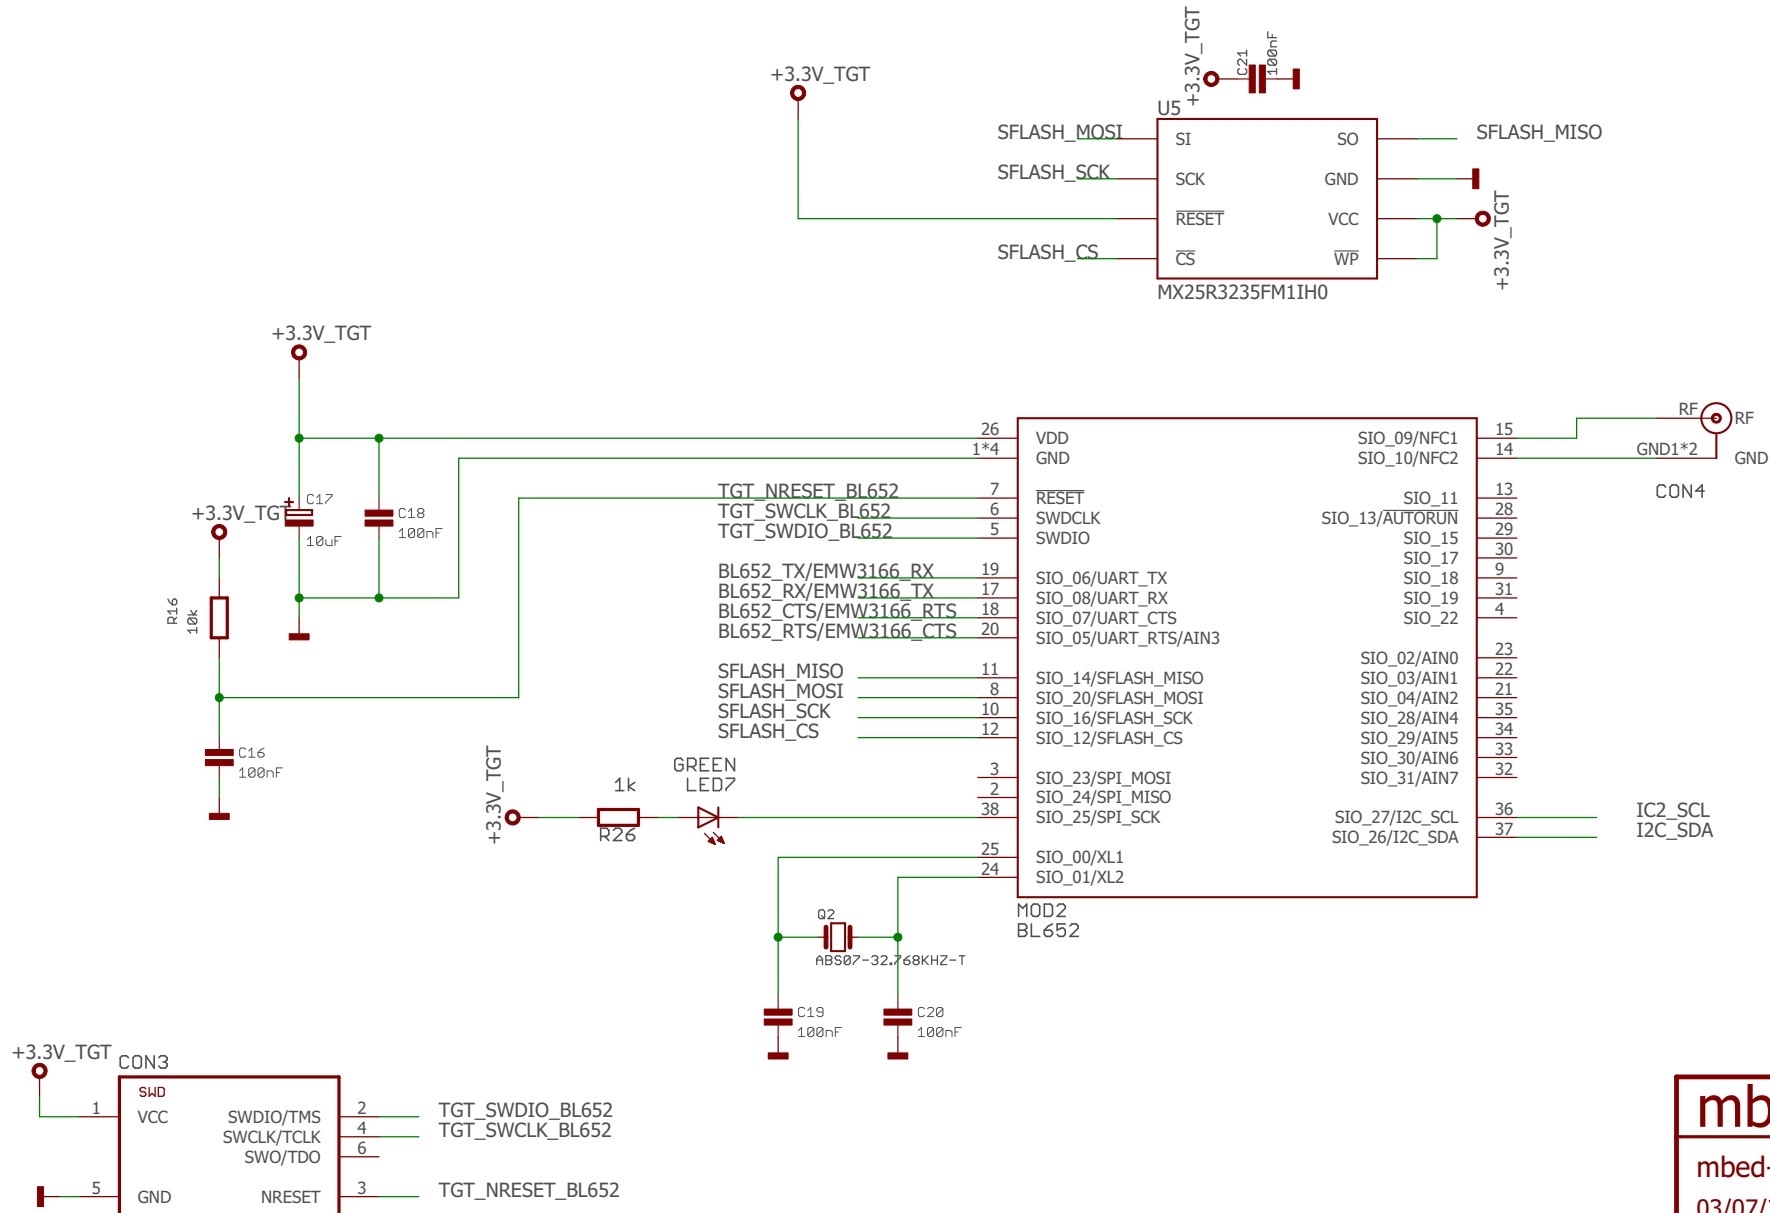 +3.3V_TGT
+3.3V_TGT
C21
100nF
U5
SFLASH_MOSI
SI
SO
SFLASH_MISO
SFLASH_SCK
SCK
GND
RESET
VCC
+3.3V_TGT
SFLASH_CS
CS
WP
MX25R3235FM1IH0
+3.3V_TGT
26
VDD
1*4
GND
TGT_NRESET_BL652
7
RESET
TGT_SWCLK_BL652
6
SWDCLK
TGT_SWDIO_BL652
5
SWDIO
BL652_TX/EMW3166_RX
19
SIO_06/UART_TX
BL652_RX/EMW3166_TX
17
SIO_08/UART_RX
BL652_CTS/EMW3166_RTS
18
SIO_07/UART_CTS
BL652_RTS/EMW3166_CTS
20
SIO_05/UART_RTS/AIN3
SFLASH_MISO
11
SIO_14/SFLASH_MISO
SFLASH_MOSI
8
SIO_20/SFLASH_MOSI
SFLASH_SCK
10
SIO_16/SFLASH_SCK
SFLASH_CS
12
SIO_12/SFLASH_CS
3
SIO_23/SPI_MOSI
2
SIO_24/SPI_MISO
38
SIO_25/SPI_SCK
25
SIO_00/XL1
24
SIO_01/XL2
SIO_09/NFC1
15
RF
RF
SIO_10/NFC2
14
GND1*2
GND
CON4
SIO_11
13
SIO_13/AUTORUN
28
SIO_15
29
SIO_17
30
SIO_18
9
SIO_19
31
SIO_22
4
SIO_02/AIN0
23
SIO_03/AIN1
22
SIO_04/AIN2
21
SIO_28/AIN4
35
SIO_29/AIN5
34
SIO_30/AIN6
33
SIO_31/AIN7
32
SIO_27/I2C_SCL
36
IC2_SCL
SIO_26/I2C_SDA
37
I2C_SDA
MOD2
BL652
+3.3V_TGT
C17
10uF
C18
100nF
R16
10k
C16
100nF
+3.3V_TGT
1k
R26
GREEN
LED7
Q2
ABS07-32.768KHZ-T
C19
100nF
C20
100nF
+3.3V_TGT
CON3
SWD
1
VCC
SWDIO/TMS
2
TGT_SWDIO_BL652
SWCLK/TCLK
4
TGT_SWCLK_BL652
SWO/TDO
6
5
GND
NRESET
3
TGT_NRESET_BL652
mb
mbed-
03/07/